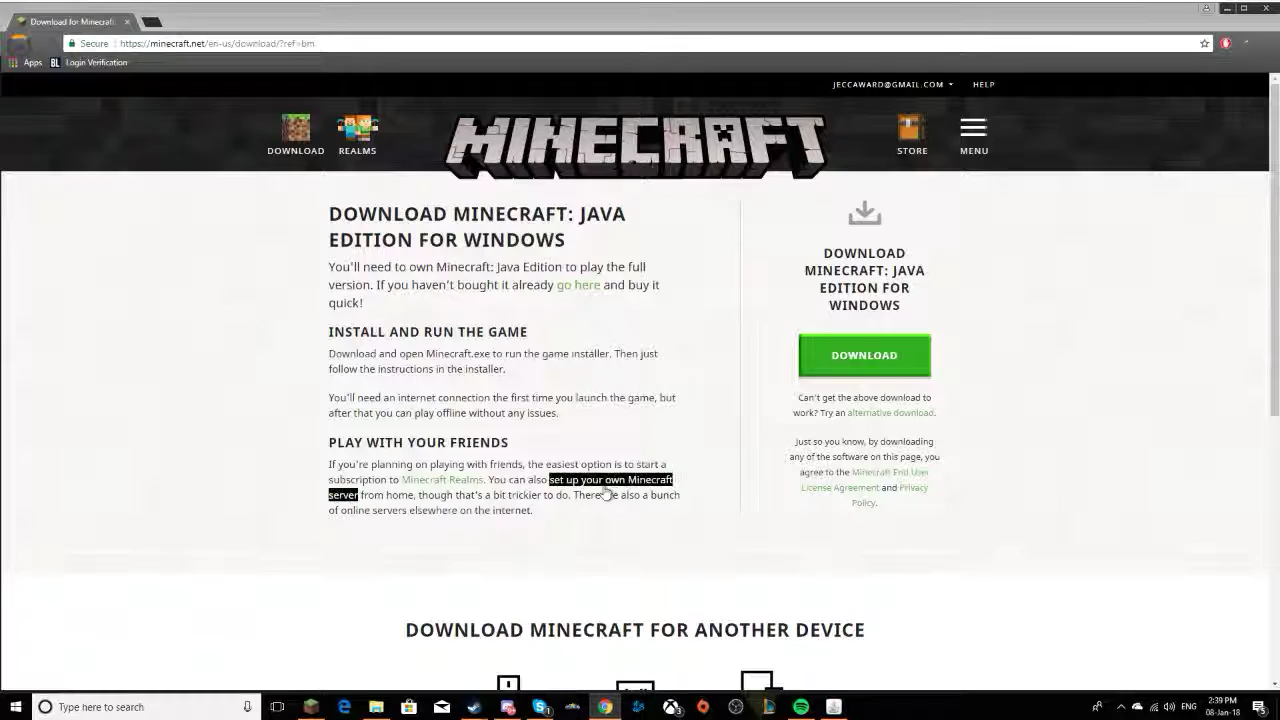 Download for Minecraft
Secure
https://minecraft.net/en-us/download/?ref=bm
Apps
BL Login Verification
JECCAWARD@GMAIL.COM
HELP
DOWNLOAD
REALMS
MINECRAFT
STORE
MENU
DOWNLOAD MINECRAFT: JAVA
EDITION FOR WINDOWS
You'll need to own Minecraft: Java Edition to play the full
version. If you haven't bought it already go here and buy it
quick!
INSTALL AND RUN THE GAME
Download and open Minecraft.exe to run the game installer. Then just
follow the instructions in the installer.
You'll need an internet connection the first time you launch the game, but
after that you can play offline without any issues.
PLAY WITH YOUR FRIENDS
If you're planning on playing with friends, the easiest option is to start a
subscription to Minecraft Realms. You can also set up your own Minecraft
server from home, though that's a bit trickier to do. There are also a bunch
of online servers elsewhere on the internet.
DOWNLOAD
MINECRAFT: JAVA
EDITION FOR
WINDOWS
DOWNLOAD
Can't get the above download to
work? Try an alternative download.
Just so you know, by downloading
any of the software on this page, you
agree to the Minecraft End User
License Agreement and Privacy
Policy.
DOWNLOAD MINECRAFT FOR ANOTHER DEVICE
Type here to search
ENG
2:39 PM
08-Jan-18